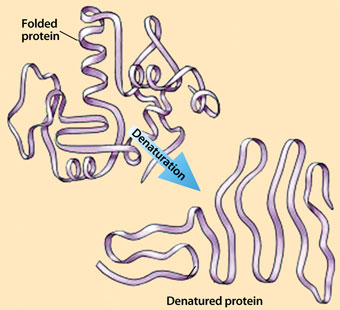 Folded
protein
Denaturation
Denatured protein